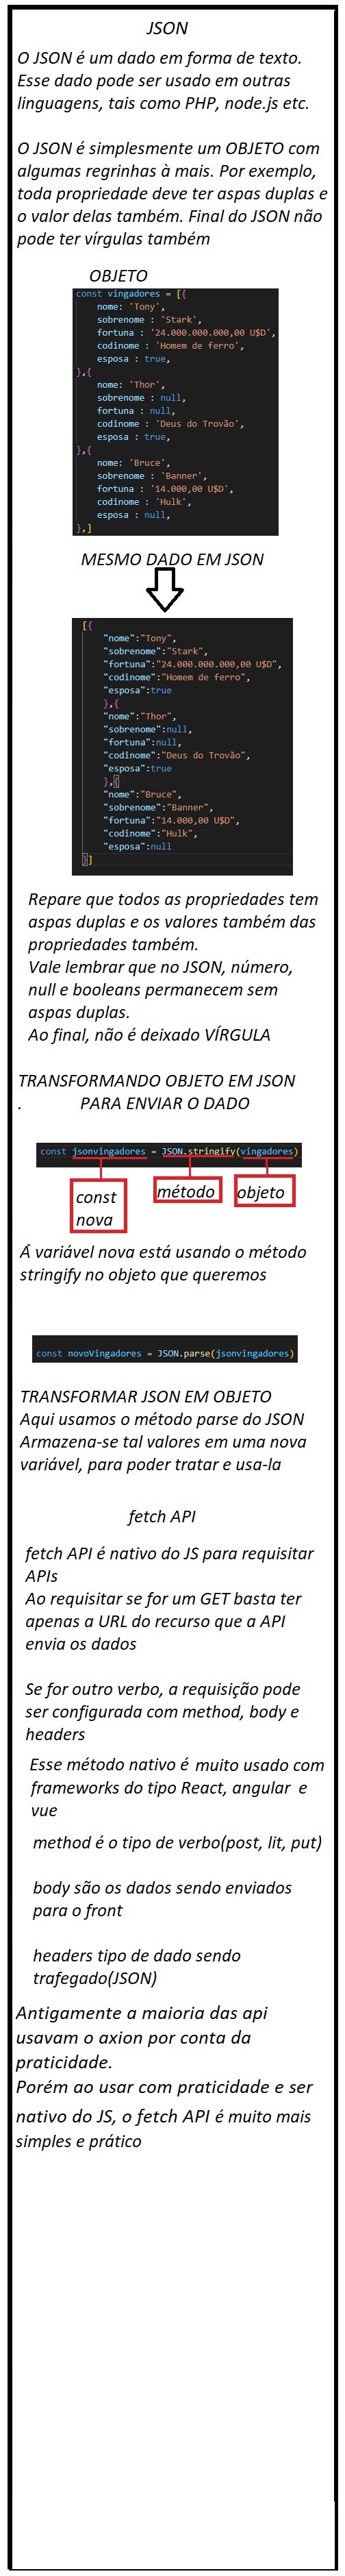 JSON
O JSON é um dado em forma de texto.
Esse dado pode ser usado em outras
linguagens, tais como PHP, node.js etc.
O JSON é simplesmente um OBJETO com
algumas regrinhas à mais. Por exemplo,
toda propriedade deve ter aspas duplas e
o valor delas também. Final do JSON não
pode ter vírgulas também
OBJETO
const vingadores = [{
nome: 'Tony',
sobrenome : 'Stark',
fortuna : '24.000.000.000,00 U$D',
codinome : 'Homem de ferro',
esposa : true,
},{
nome: 'Thor',
sobrenome : null,
fortuna : null,
codinome : 'Deus do Trovão',
esposa : true,
},{
nome: 'Bruce',
sobrenome : 'Banner',
fortuna : '14.000,00 U$D',
codinome : 'Hulk',
esposa : null,
},]
MESMO DADO EM JSON
[{
"nome":"Tony",
"sobrenome":"Stark",
"fortuna":"24.000.000.000,00 U$D",
"codinome":"Homem de ferro",
"esposa":true
},{
"nome":"Thor",
"sobrenome":null,
"fortuna":null,
"codinome":"Deus do Trovão",
"esposa":true
},{
"nome":"Bruce",
"sobrenome":"Banner",
"fortuna":"14.000,00 U$D",
"codinome":"Hulk",
"esposa":null
}]
Repare que todos as propriedades tem
aspas duplas e os valores também das
propriedades também.
Vale lembrar que no JSON, número,
null e booleans permanecem sem
aspas duplas.
Ao final, não é deixado VÍRGULA
TRANSFORMANDO OBJETO EM JSON
. PARA ENVIAR O DADO
const jsonvingadores = JSON.stringify(vingadores)
const nova
método
objeto
A variável nova está usando o método
stringify no objeto que queremos
const novoVingadores = JSON.parse(jsonvingadores)
TRANSFORMAR JSON EM OBJETO
Aqui usamos o método parse do JSON
Armazena-se tal valores em uma nova
variável, para poder tratar e usa-la
fetch API
fetch API é nativo do JS para requisitar
APIs
Ao requisitar se for um GET basta ter
apenas a URL do recurso que a API
envia os dados
Se for outro verbo, a requisição pode
ser configurada com method, body e
headers
Esse método nativo é muito usado com
frameworks do tipo React, angular e
vue
method é o tipo de verbo(post, lit, put)
body são os dados sendo enviados
para o front
headers tipo de dado sendo
trafegado(JSON)
Antigamente a maioria das api
usavam o axion por conta da
praticidade.
Porém ao usar com praticidade e ser
nativo do JS, o fetch API é muito mais
simples e prático